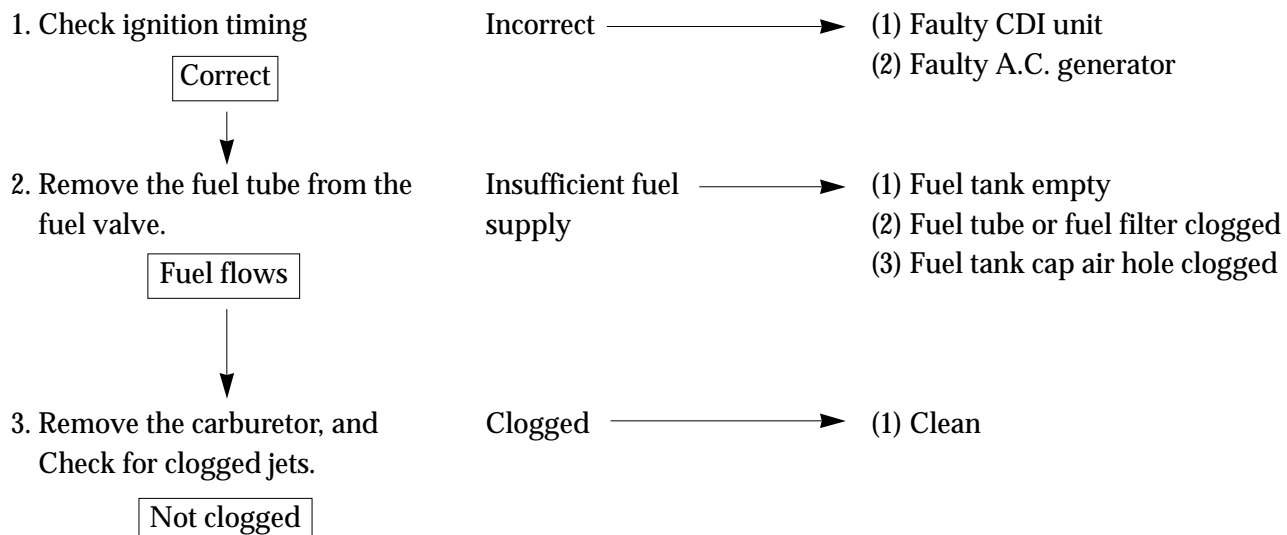 1. Check ignition timing
Incorrect
(1) Faulty CDI unit
(2) Faulty A.C. generator
Correct
2. Remove the fuel tube from the
fuel valve.
Insufficient fuel
supply
(1) Fuel tank empty
(2) Fuel tube or fuel filter clogged
(3) Fuel tank cap air hole clogged
Fuel flows
3. Remove the carburetor, and
Check for clogged jets.
Clogged
(1) Clean
Not clogged